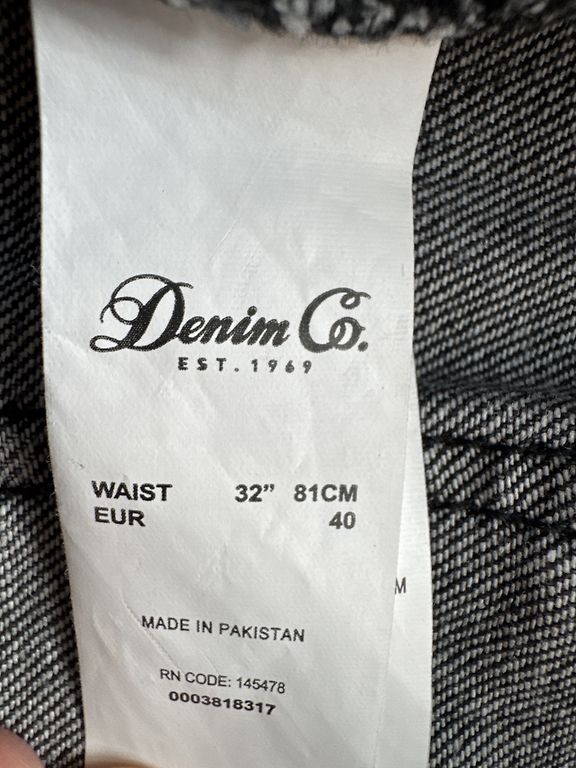 Denim Co.
EST. 1969
WAIST 32” 81CM
EUR 40
M
MADE IN PAKISTAN
RN CODE: 145478
0003818317